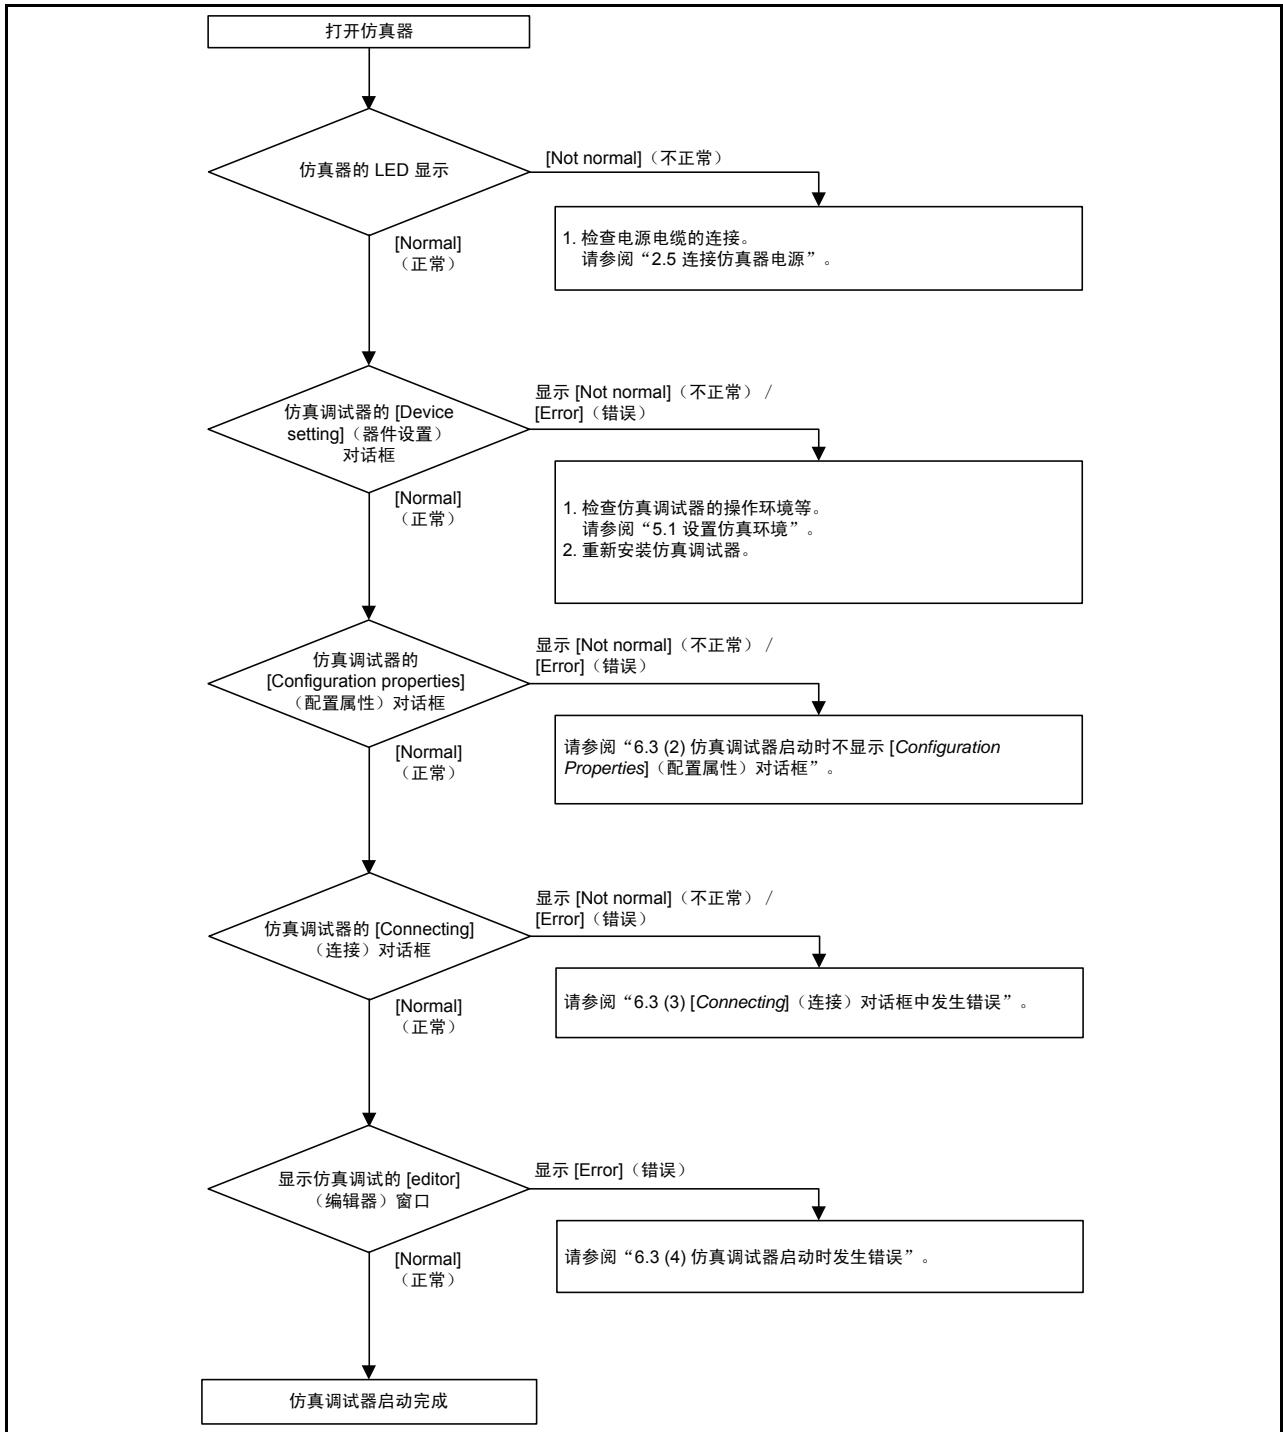 打开仿真器
仿真器的 LED 显示
[Not normal]（不正常）
1. 检查电源电缆的连接。
请参阅“2.5 连接仿真器电源”。
[Normal]
（正常）
仿真调试器的 [Device
setting]（器件设置）
对话框
显示 [Not normal]（不正常） /
[Error]（错误）
1. 检查仿真调试器的操作环境等。
请参阅“5.1 设置仿真环境”。
2. 重新安装仿真调试器。
[Normal]
（正常）
仿真调试器的
[Configuration properties]
（配置属性）对话框
显示 [Not normal]（不正常） /
[Error]（错误）
请参阅“6.3 (2) 仿真调试器启动时不显示 [Configuration
Properties]（配置属性）对话框”。
[Normal]
（正常）
仿真调试器的 [Connecting]
（连接）对话框
显示 [Not normal]（不正常） /
[Error]（错误）
请参阅“6.3 (3) [Connecting]（连接）对话框中发生错误”。
[Normal]
（正常）
显示仿真调试的 [editor]
（编辑器）窗口
显示 [Error]（错误）
请参阅“6.3 (4) 仿真调试器启动时发生错误”。
[Normal]
（正常）
仿真调试器启动完成